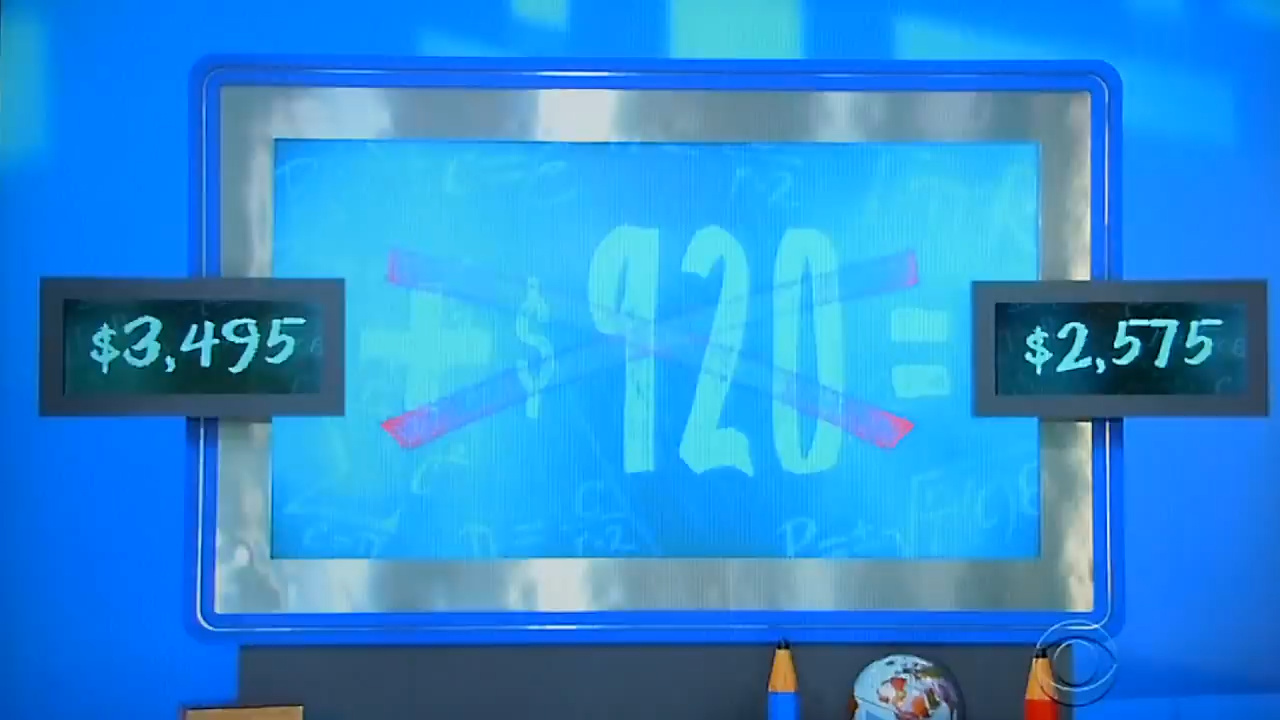 $3,495
+ $920 =
$2,575